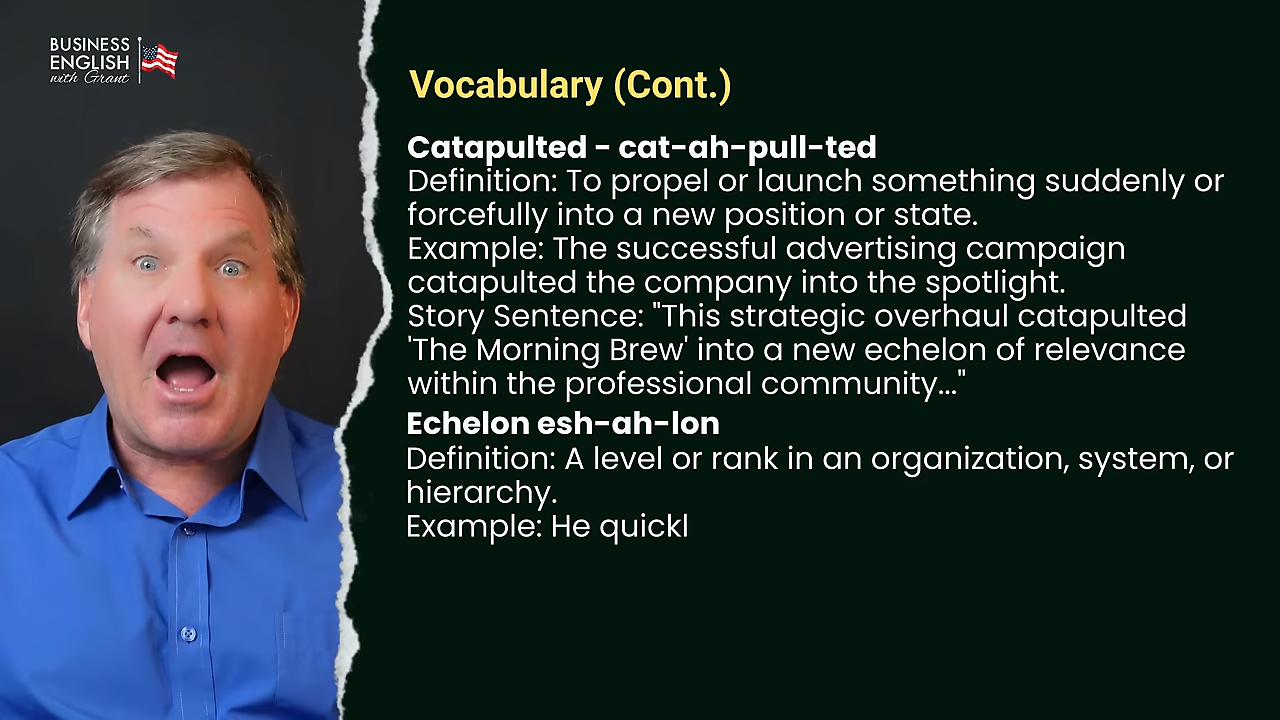 BUSINESS
ENGLISH
with Grant
Vocabulary (Cont.)
Catapulted - cat-ah-pull-ted
Definition: To propel or launch something suddenly or
forcefully into a new position or state.
Example: The successful advertising campaign
catapulted the company into the spotlight.
Story Sentence: "This strategic overhaul catapulted
'The Morning Brew' into a new echelon of relevance
within the professional community..."
Echelon esh-ah-lon
Definition: A level or rank in an organization, system, or
hierarchy.
Example: He quickl